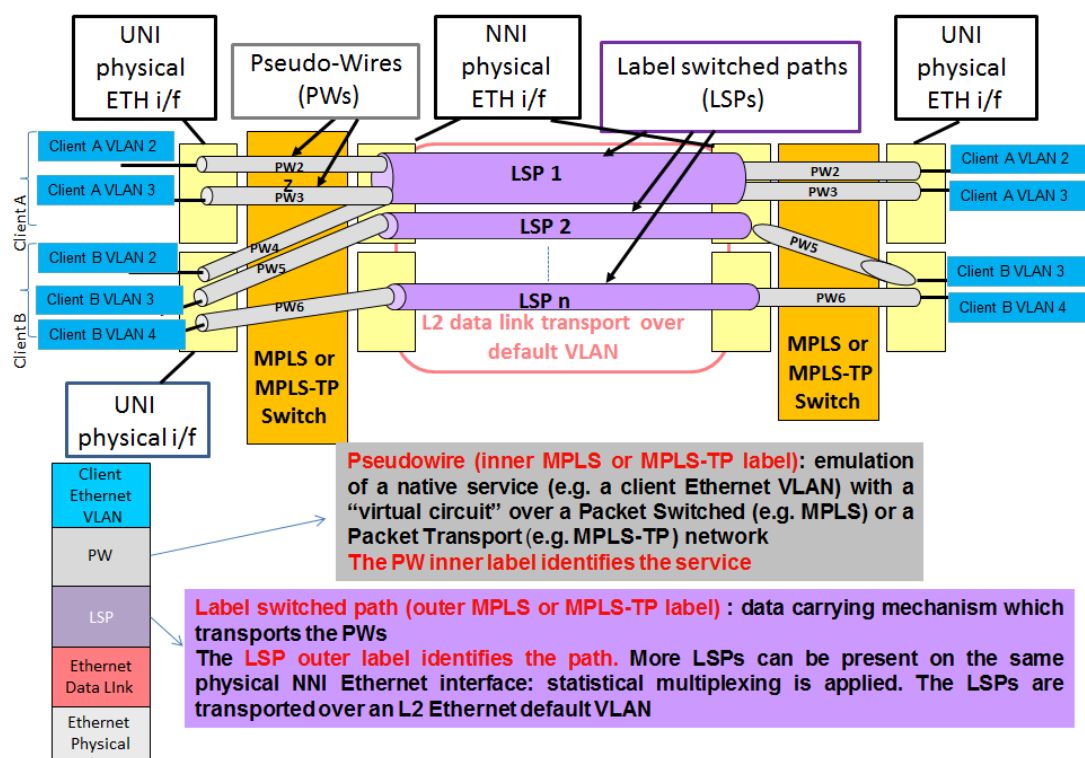 UNI
physical
ETH i/f
Pseudo-Wires
(PWs)
NNI
physical
ETH i/f
Label switched paths
(LSPs)
UNI
physical
ETH i/f
Client A
Client A VLAN 2
Client A VLAN 3
Client B
Client B VLAN 2
Client B VLAN 3
Client B VLAN 4
PW2
Z
PW3
PW4
PW5
PW6
LSP 1
LSP 2
LSP n
L2 data link transport over
default VLAN
PW2
PW3
PW5
PW6
Client A VLAN 2
Client A VLAN 3
Client B VLAN 3
Client B VLAN 4
MPLS or
MPLS-TP
Switch
MPLS or
MPLS-TP
Switch
UNI
physical i/f
Client
Ethernet
VLAN
PW
LSP
Ethernet
Data LInk
Ethernet
Physical
Pseudowire (inner MPLS or MPLS-TP label): emulation
of a native service (e.g. a client Ethernet VLAN) with a
“virtual circuit” over a Packet Switched (e.g. MPLS) or a
Packet Transport (e.g. MPLS-TP) network
The PW inner label identifies the service
Label switched path (outer MPLS or MPLS-TP label) : data carrying mechanism which
transports the PWs
The LSP outer label identifies the path. More LSPs can be present on the same
physical NNI Ethernet interface: statistical multiplexing is applied. The LSPs are
transported over an L2 Ethernet default VLAN